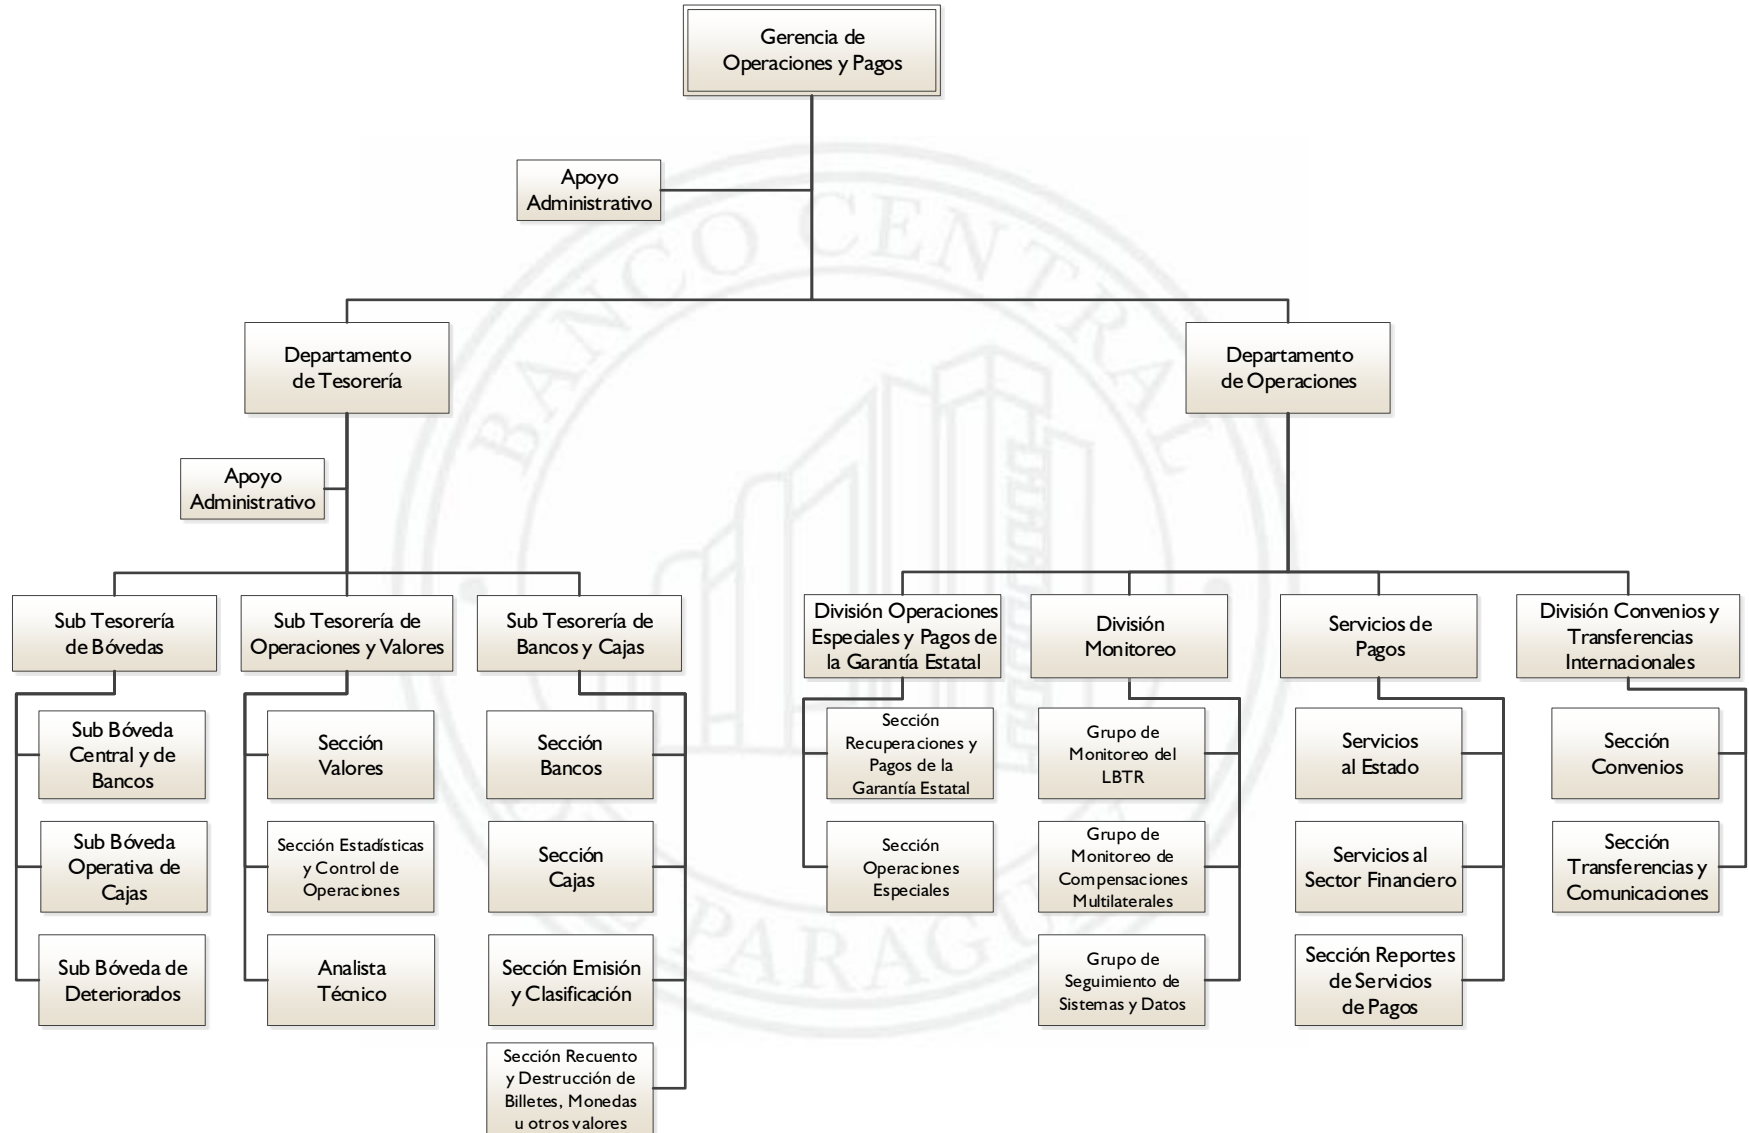 Gerencia de
Operaciones y Pagos
Apoyo
Administrativo
Departamento
de Tesorería
Departamento
de Operaciones
Apoyo
Administrativo
Sub Tesorería
de Bóvedas
Sub Tesorería de
Operaciones y Valores
Sub Tesorería de
Bancos y Cajas
División Operaciones
Especiales y Pagos de
la Garantía Estatal
División
Monitoreo
Servicios de
Pagos
División Convenios y
Transferencias
Internacionales
Sub Bóveda
Central y de
Bancos
Sección
Valores
Sección
Bancos
Sección
Recuperaciones y
Pagos de la
Garantía Estatal
Grupo de
Monitoreo del
LBTR
Servicios
al Estado
Sección
Convenios
Sub Bóveda
Operativa de
Cajas
Sección Estadísticas
y Control de
Operaciones
Sección
Cajas
Sección
Operaciones
Especiales
Grupo de
Monitoreo de
Compensaciones
Multilaterales
Servicios al
Sector Financiero
Sección
Transferencias y
Comunicaciones
Sub Bóveda de
Deteriorados
Analista
Técnico
Sección Emisión
y Clasificación
Grupo de
Seguimiento de
Sistemas y Datos
Sección Reportes
de Servicios
de Pagos
Sección Recuento
y Destrucción de
Billetes, Monedas
u otros valores
BANCO CENTRAL
PARAGUAY